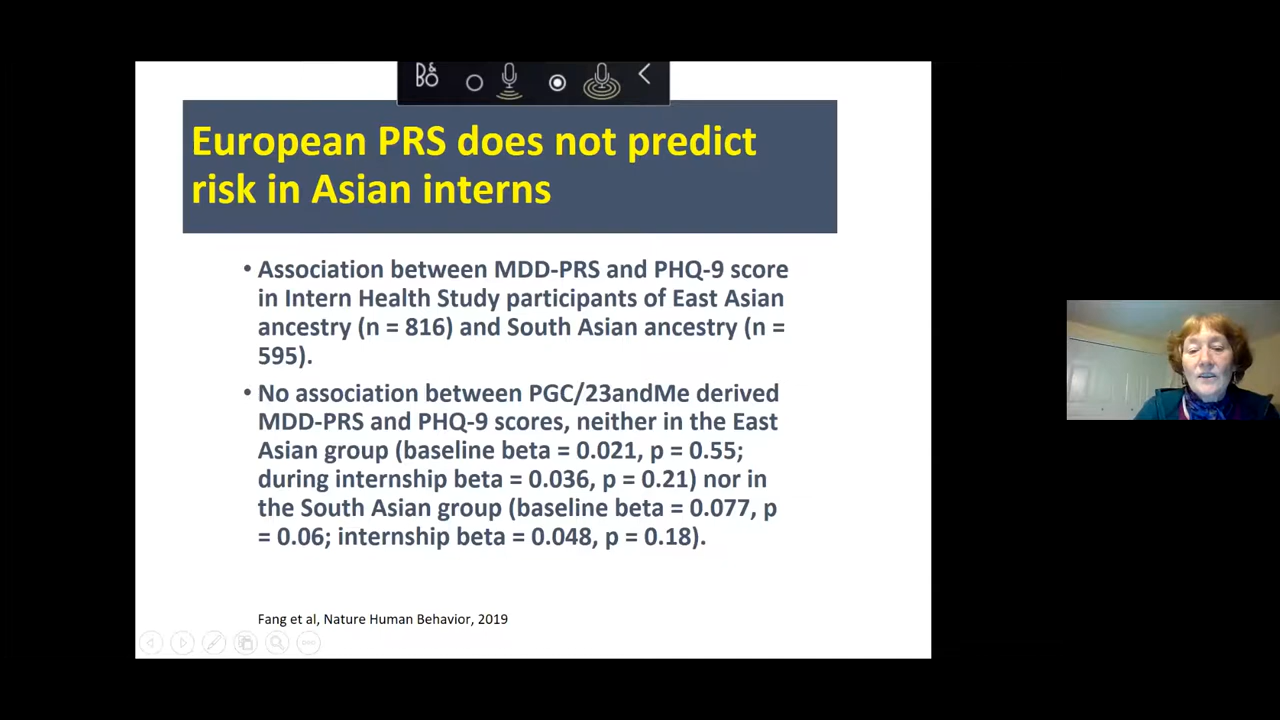 B&O
European PRS does not predict
risk in Asian interns
• Association between MDD-PRS and PHQ-9 score
in Intern Health Study participants of East Asian
ancestry (n = 816) and South Asian ancestry (n =
595).
• No association between PGC/23andMe derived
MDD-PRS and PHQ-9 scores, neither in the East
Asian group (baseline beta = 0.021, p = 0.55;
during internship beta = 0.036, p = 0.21) nor in
the South Asian group (baseline beta = 0.077, p
= 0.06; internship beta = 0.048, p = 0.18).
Fang et al, Nature Human Behavior, 2019